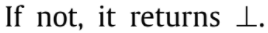 If not, it returns ⊥.